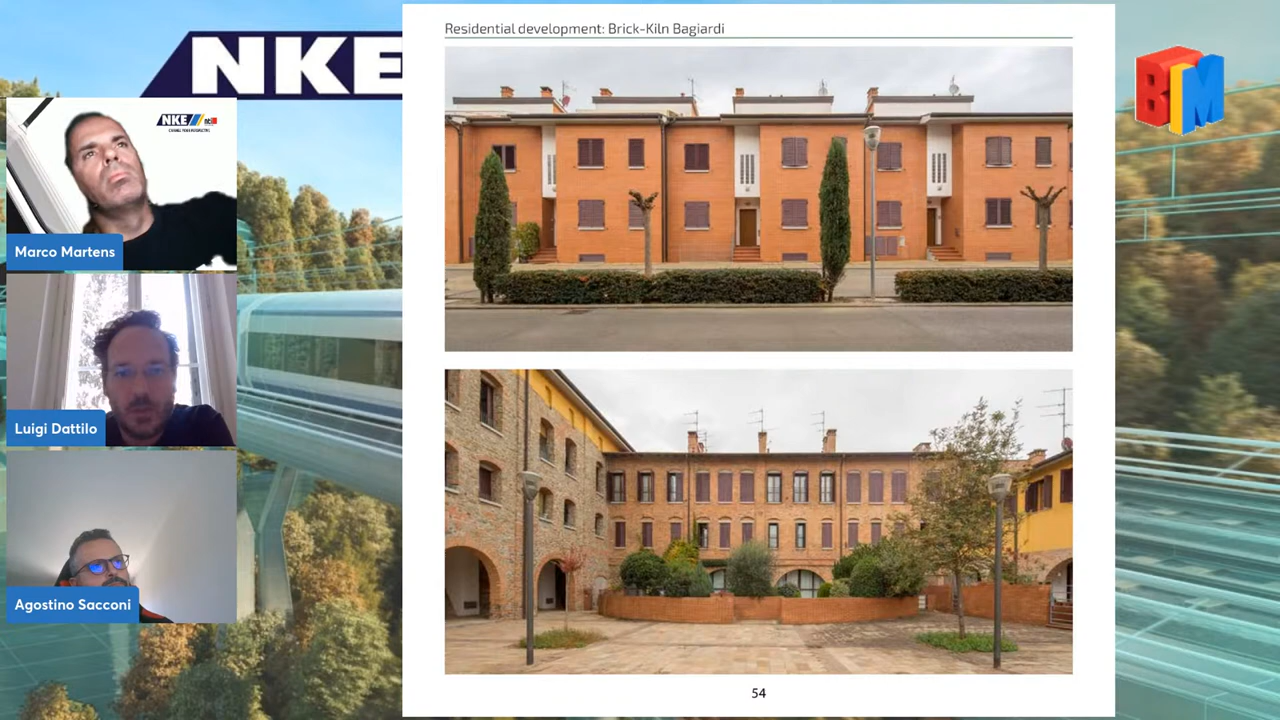 Residential development: Brick-Kiln Bagiardi
NKE
BIM
NKE
Marco Martens
Luigi Dattilo
Agostino Sacconi
54